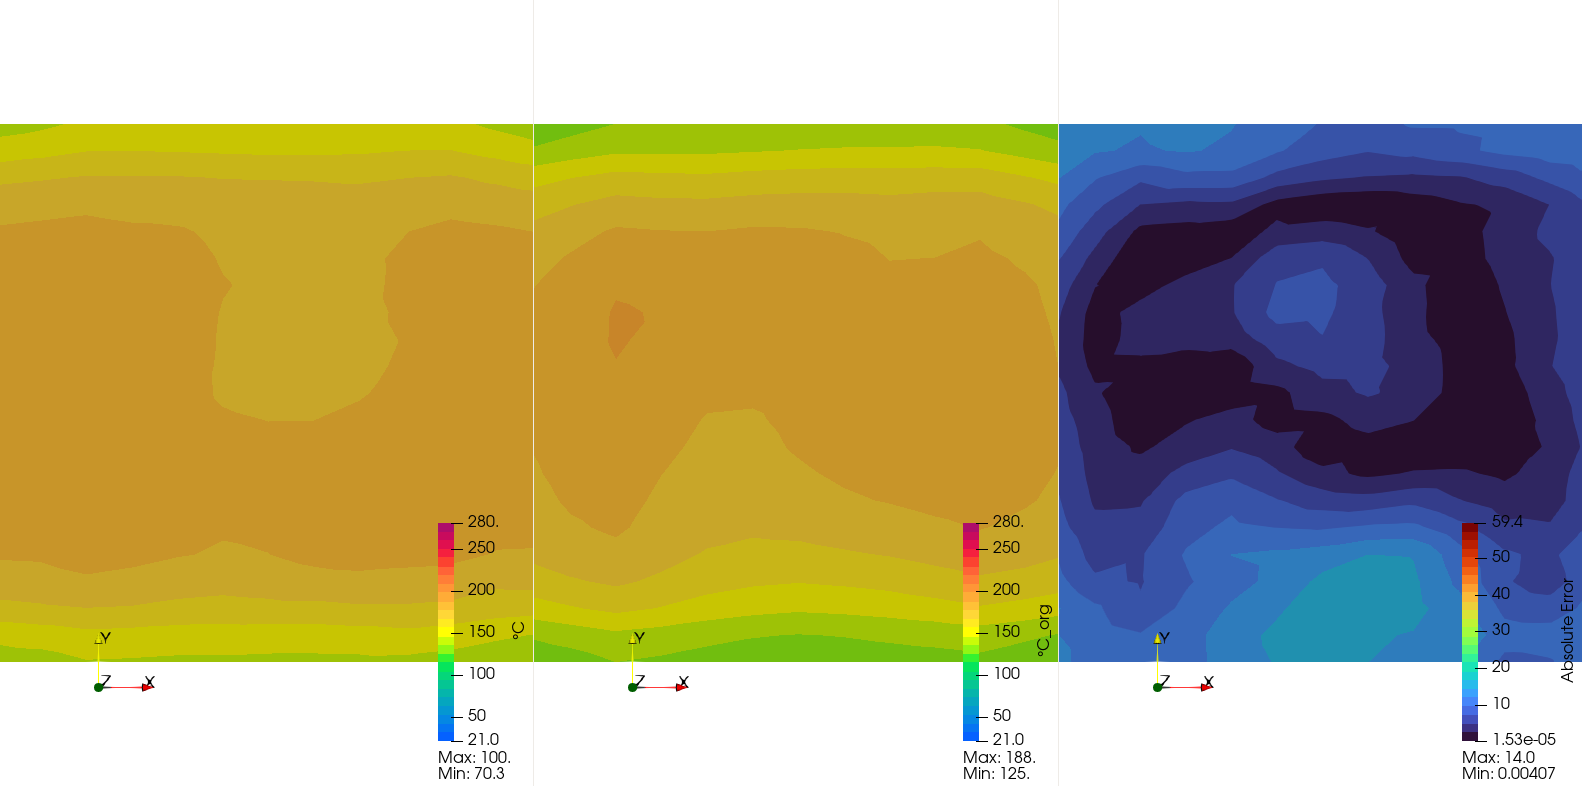 280.
250
200
150
100
50
21.0
°C
Max: 100.
Min: 70.3
Y
Z
X
280.
250
200
150
100
50
21.0
°C_org
Max: 188.
Min: 125.
Y
Z
X
59.4
50
40
30
20
10
1.53e-05
Absolute Error
Max: 14.0
Min: 0.00407
Y
Z
X